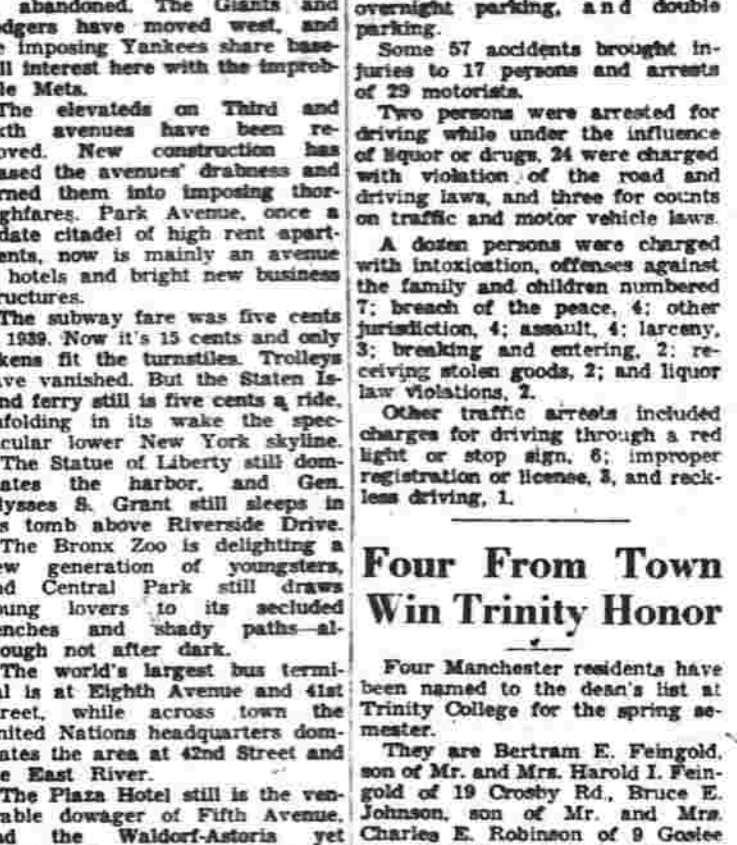 abandoned. The Giants and
dgers have moved west, and
e imposing Yankees share base-
ll interest here with the improb-
le Mets.
The elevateds on Third and
xth avenues have been re-
oved. New construction has
ased the avenues' drabness and
rned them into imposing thor-
ghfares. Park Avenue, once a
date citadel of high rent apart-
ents, now is mainly an avenue
hotels and bright new business
ructures.
The subway fare was five cents
1939. Now it's 15 cents and only
kens fit the turnstiles. Trolleys
ve vanished. But the Staten Is-
nd ferry still is five cents a ride,
folding in its wake the spec-
cular lower New York skyline.
The Statue of Liberty still dom-
ates the harbor, and Gen.
lysses S. Grant still sleeps in
s tomb above Riverside Drive.
The Bronx Zoo is delighting a
ew generation of youngsters,
nd Central Park still draws
oung lovers to its secluded
enches and shady paths—al-
ough not after dark.
The world's largest bus termi-
al is at Eighth Avenue and 41st
reet, while across town the
nited Nations headquarters dom-
ates the area at 42nd Street and
e East River.
The Plaza Hotel still is the ven-
able dowager of Fifth Avenue,
nd the Waldorf-Astoria yet
overnight parking, and double
parking.
Some 57 accidents brought in-
juries to 17 persons and arrests
of 29 motorists.
Two persons were arrested for
driving while under the influence
of liquor or drugs, 24 were charged
with violation of the road and
driving laws, and three for counts
on traffic and motor vehicle laws.
A dozen persons were charged
with intoxication, offenses against
the family and children numbered
7; breach of the peace, 4; other
jurisdiction, 4; assault, 4; larceny,
3; breaking and entering, 2; re-
ceiving stolen goods, 2; and liquor
law violations, 2.
Other traffic arrests included
charges for driving through a red
light or stop sign, 6; improper
registration or license, 3, and reck-
less driving, 1.
Four From Town
Win Trinity Honor
Four Manchester residents have
been named to the dean's list at
Trinity College for the spring se-
mester.
They are Bertram E. Feingold,
son of Mr. and Mrs. Harold I. Fein-
gold of 19 Crosby Rd., Bruce E.
Johnson, son of Mr. and Mrs.
Charles E. Robinson of 9 Goslee